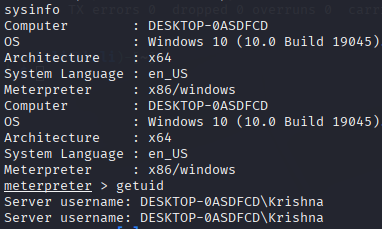 sysinfo
Computer        : DESKTOP-0ASDFCD
OS              : Windows 10 (10.0 Build 19045)
Architecture    : x64
System Language : en_US
Meterpreter     : x86/windows
Computer        : DESKTOP-0ASDFCD
OS              : Windows 10 (10.0 Build 19045)
Architecture    : x64
System Language : en_US
Meterpreter     : x86/windows
meterpreter > getuid
Server username: DESKTOP-0ASDFCD\Krishna
Server username: DESKTOP-0ASDFCD\Krishna